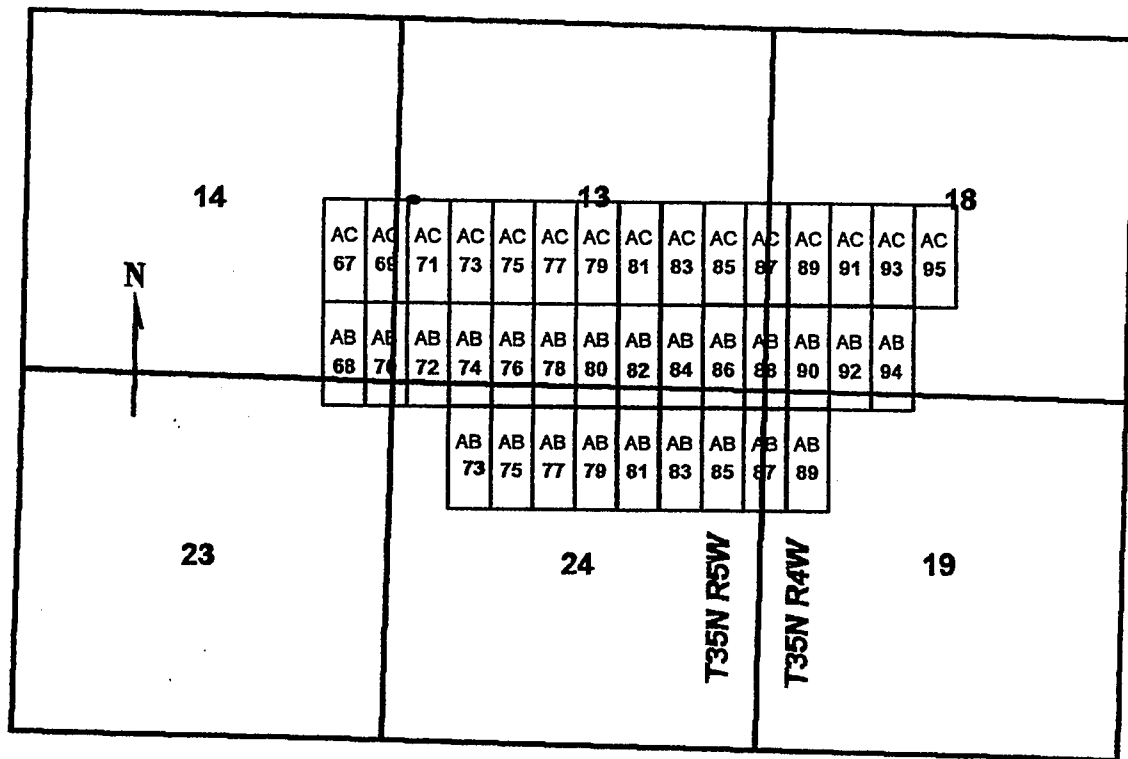 14 13 18
N
AC AC AC AC AC AC AC AC AC AC AC AC AC AC AC
67 69 71 73 75 77 79 81 83 85 87 89 91 93 95
AB AB AB AB AB AB AB AB AB AB AB AB AB AB
68 70 72 74 76 78 80 82 84 86 88 90 92 94
AB AB AB AB AB AB AB AB AB
73 75 77 79 81 83 85 87 89
23 24 19
T35N R5W
T35N R4W